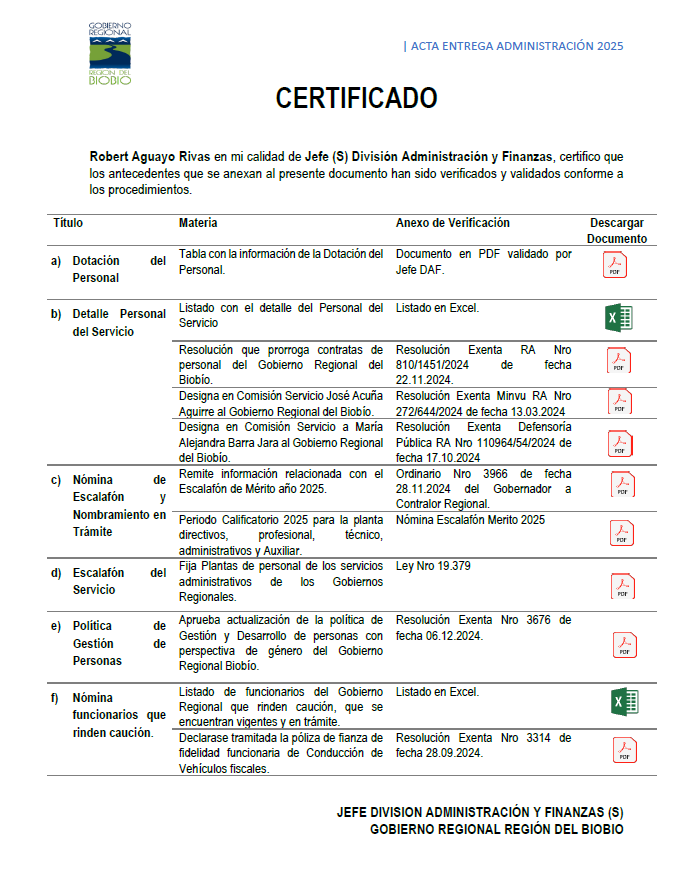 GOBIERNO
REGIONAL
REGIÓN DEL
BIOBIO
| ACTA ENTREGA ADMINISTRACIÓN 2025
CERTIFICADO
Robert Aguayo Rivas en mi calidad de Jefe (S) División Administración y Finanzas, certifico que
los antecedentes que se anexan al presente documento han sido verificados y validados conforme a
los procedimientos.
Título Materia Anexo de Verificación Descargar
Documento
a) Dotación del Personal
Tabla con la información de la Dotación del
Personal.
Documento en PDF validado por
Jefe DAF.
PDF
b) Detalle Personal
del Servicio
Listado con el detalle del Personal del
Servicio
Listado en Excel.
X
Resolución que prorroga contratas de
personal del Gobierno Regional del
Biobío.
Resolución Exenta RA Nro
810/1451/2024 de fecha
22.11.2024.
PDF
Designa en Comisión Servicio José Acuña
Aguirre al Gobierno Regional del Biobío.
Resolución Exenta Minvu RA Nro
272/644/2024 de fecha 13.03.2024
PDF
Designa en Comisión Servicio a María
Alejandra Barra Jara al Gobierno Regional
del Biobío.
Resolución Exenta Defensoría
Pública RA Nro 110964/54/2024 de
fecha 17.10.2024
PDF
c) Nómina de
Escalafón y
Nombramiento en
Trámite
Remite información relacionada con el
Escalafón de Mérito año 2025.
Ordinario Nro 3966 de fecha
28.11.2024 del Gobernador a
Contralor Regional.
PDF
Periodo Calificatorio 2025 para la planta
directivos, profesional, técnico,
administrativos y Auxiliar.
Nómina Escalafón Merito 2025
PDF
d) Escalafón del
Servicio
Fija Plantas de personal de los servicios
administrativos de los Gobiernos
Regionales.
Ley Nro 19.379
PDF
e) Política de
Gestión de
Personas
Aprueba actualización de la política de
Gestión y Desarrollo de personas con
perspectiva de género del Gobierno
Regional Biobío.
Resolución Exenta Nro 3676 de
fecha 06.12.2024.
PDF
f) Nómina
funcionarios que
rinden caución.
Listado de funcionarios del Gobierno
Regional que rinden caución, que se
encuentran vigentes y en trámite.
Listado en Excel.
X
Declarase tramitada la póliza de fianza de
fidelidad funcionaria de Conducción de
Vehículos fiscales.
Resolución Exenta Nro 3314 de
fecha 28.09.2024.
PDF
JEFE DIVISION ADMINISTRACIÓN Y FINANZAS (S)
GOBIERNO REGIONAL REGIÓN DEL BIOBIO